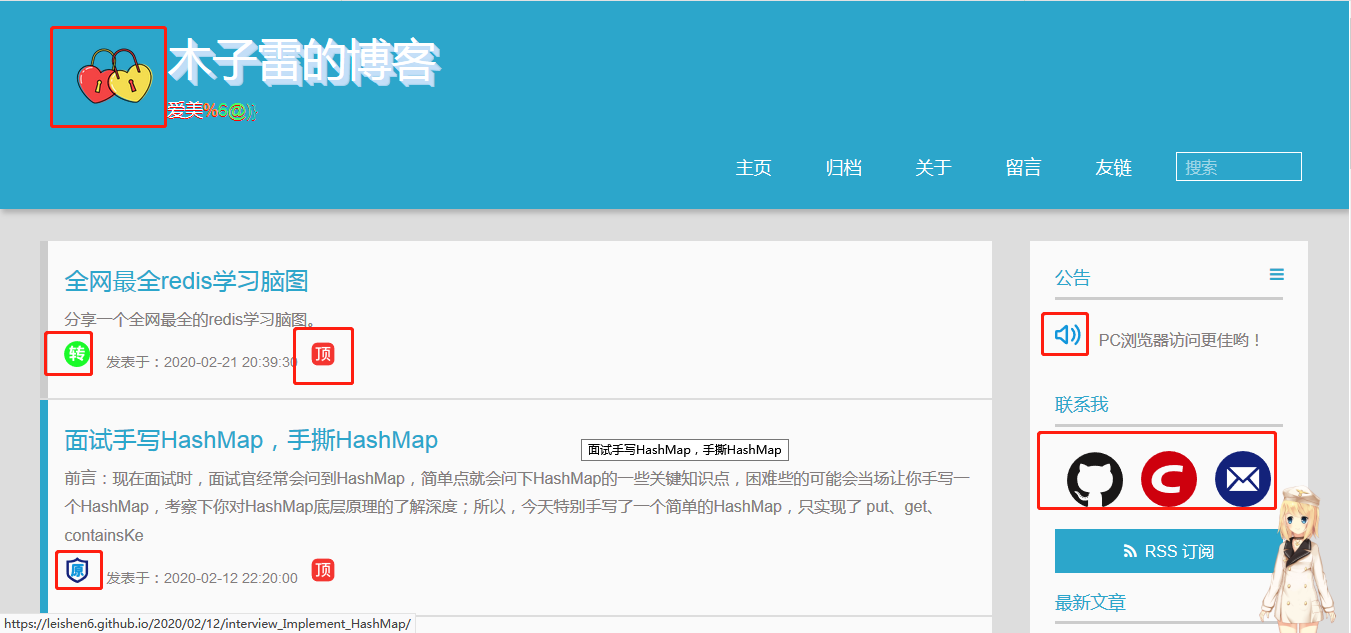 木子雷的博客
爱美%6@}}
主页 归档 关于 留言 友链 搜索
全网最全redis学习脑图
分享一个全网最全的redis学习脑图。
转 发表于：2020-02-21 20:39:30 顶
面试手写HashMap，手撕HashMap
面试手写HashMap，手撕HashMap
前言：现在面试时，面试官经常会问到HashMap，简单点就会问下HashMap的一些关键知识点，困难些的可能会当场让你手写一
个HashMap，考察下你对HashMap底层原理的了解深度；所以，今天特别手写了一个简单的HashMap，只实现了 put、get、
containsKe
原 发表于：2020-02-12 22:20:00 顶
公告
PC浏览器访问更佳哟！
联系我
C
RSS 订阅
最新文章
https://leishen6.github.io/2020/02/12/interview_Implement_HashMap/